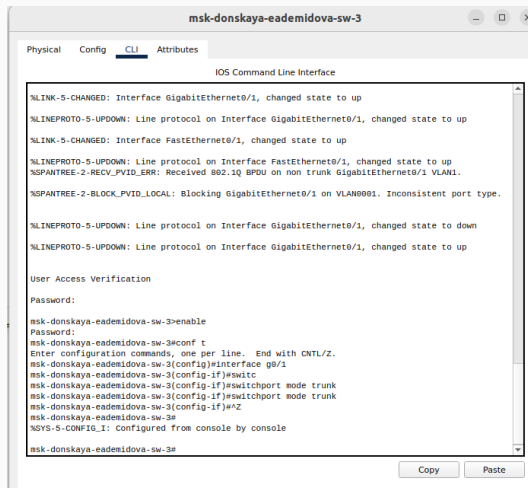 msk-donskaya-eademidova-sw-3
Physical Config CLI Attributes
IOS Command Line Interface
%LINK-5-CHANGED: Interface GigabitEthernet0/1, changed state to up
%LINEPROTO-5-UPDOWN: Line protocol on Interface GigabitEthernet0/1, changed state to up
%LINK-5-CHANGED: Interface FastEthernet0/1, changed state to up
%LINEPROTO-5-UPDOWN: Line protocol on Interface FastEthernet0/1, changed state to up
%SPANTREE-2-RECV_PVID_ERR: Received 802.1Q BPDU on non trunk GigabitEthernet0/1 VLAN1.
%SPANTREE-2-BLOCK_PVID_LOCAL: Blocking GigabitEthernet0/1 on VLAN0001. Inconsistent port type.
%LINEPROTO-5-UPDOWN: Line protocol on Interface GigabitEthernet0/1, changed state to down
%LINEPROTO-5-UPDOWN: Line protocol on Interface GigabitEthernet0/1, changed state to up
User Access Verification
Password:
msk-donskaya-eademidova-sw-3>enable
Password:
msk-donskaya-eademidova-sw-3#conf t
Enter configuration commands, one per line. End with CNTL/Z.
msk-donskaya-eademidova-sw-3(config)#interface g0/1
msk-donskaya-eademidova-sw-3(config-if)#switc
msk-donskaya-eademidova-sw-3(config-if)#switchport mode trunk
msk-donskaya-eademidova-sw-3(config-if)#switchport mode trunk
msk-donskaya-eademidova-sw-3(config-if)#^Z
msk-donskaya-eademidova-sw-3#
%SYS-5-CONFIG_I: Configured from console by console
msk-donskaya-eademidova-sw-3#
Copy Paste